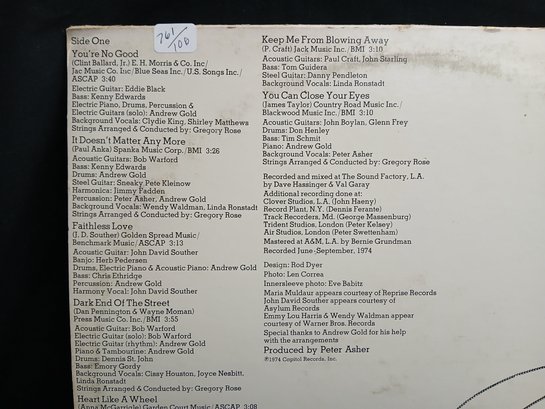 761/
100
Side One
You're No Good
(Clint Ballard, Jr.) E. H. Morris & Co. Inc/
Jac Music Co. Inc/Blue Seas Inc./U.S. Songs Inc./
ASCAP 3:40
Electric Guitar: Eddie Black
Bass: Kenny Edwards
Electric Piano, Drums, Percussion &
Electric Guitars (solo): Andrew Gold
Background Vocals: Clydie King, Shirley Matthews
Strings Arranged & Conducted by: Gregory Rose
It Doesn't Matter Any More
(Paul Anka) Spanka Music Corp./BMI 3:26
Acoustic Guitars: Bob Warford
Bass: Kenny Edwards
Drums: Andrew Gold
Steel Guitar: Sneaky Pete Kleinow
Harmonica: Jimmy Fadden
Percussion: Peter Asher, Andrew Gold
Background Vocals: Wendy Waldman, Linda Ronstadt
Strings Arranged & Conducted by: Gregory Rose
Faithless Love
(J. D. Souther) Golden Spread Music/
Benchmark Music/ASCAP 3:13
Acoustic Guitar: John David Souther
Banjo: Herb Pedersen
Drums, Electric Piano & Acoustic Piano: Andrew Gold
Bass: Chris Ethridge
Percussion: Andrew Gold
Harmony Vocal: John David Souther
Dark End Of The Street
(Dan Pennington & Wayne Moman)
Press Music Co. Inc./BMI 3:55
Acoustic Guitar: Bob Warford
Electric Guitar (solo): Bob Warford
Electric Guitar (rhythm): Andrew Gold
Piano & Tambourine: Andrew Gold
Drums: Dennis St. John
Bass: Emory Gordy
Background Vocals: Cissy Houston, Joyce Nesbitt,
Linda Ronstadt
Strings Arranged & Conducted by: Gregory Rose
Heart Like A Wheel
(Anna McGarrigle) Garden Court Music/ASCAP 3:08
Keep Me From Blowing Away
(P. Craft) Jack Music Inc./BMI 3:10
Acoustic Guitars: Paul Craft, John Starling
Bass: Tom Guidera
Steel Guitar: Danny Pendleton
Background Vocals: Linda Ronstadt
You Can Close Your Eyes
(James Taylor) Country Road Music Inc./
Blackwood Music Inc./BMI 3:10
Acoustic Guitars: John Boylan, Glenn Frey
Drums: Don Henley
Bass: Tim Schmit
Piano: Andrew Gold
Background Vocals: Peter Asher
Strings Arranged & Conducted by: Gregory Rose
Recorded and mixed at The Sound Factory, L.A.
by Dave Hassinger & Val Garay
Additional recording done at:
Clover Studios, L.A. (John Haeny)
Record Plant, N.Y. (Dennis Ferante)
Track Recorders, Md. (George Massenburg)
Trident Studios, London (Peter Kelsey)
Air Studios, London (Peter Swettenham)
Mastered at A&M, L.A. by Bernie Grundman
Recorded June-September, 1974
Design: Rod Dyer
Photo: Len Correa
Innersleeve photo: Eve Babitz
Maria Muldaur appears courtesy of Reprise Records
John David Souther appears courtesy of
Asylum Records
Emmy Lou Harris & Wendy Waldman appear
courtesy of Warner Bros. Records
Special thanks to Andrew Gold for his help
with the arrangements
Produced by Peter Asher
℗1974 Capitol Records, Inc.